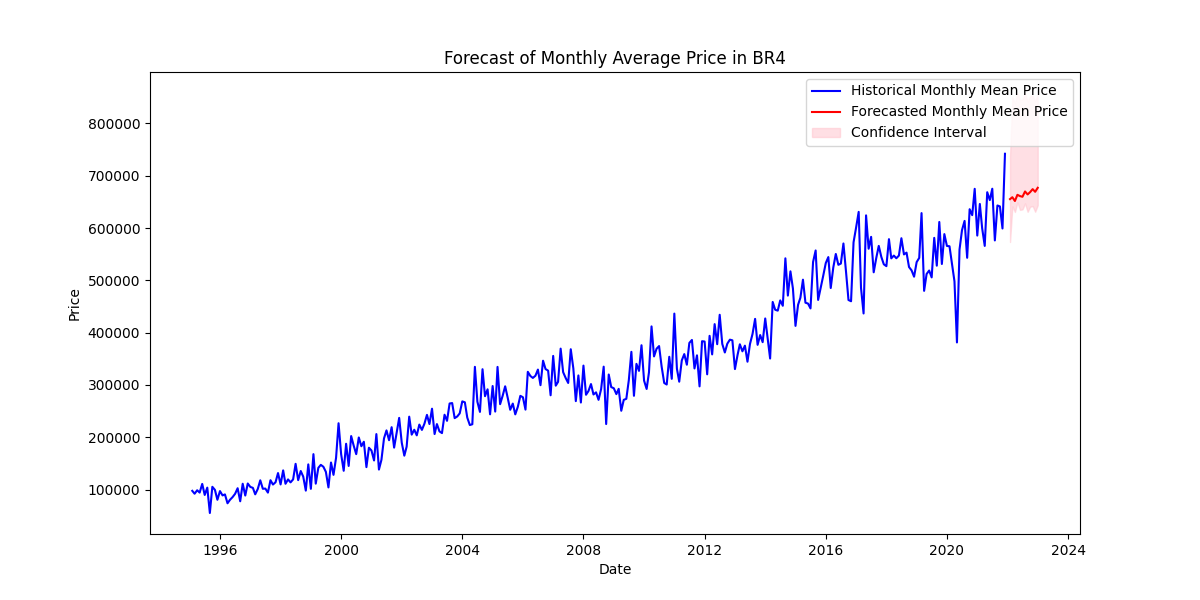 Forecast of Monthly Average Price in BR4
Historical Monthly Mean Price
Forecasted Monthly Mean Price
Confidence Interval
800000
700000
600000
500000
400000
300000
200000
100000
Price
1996
2000
2004
2008
2012
2016
2020
2024
Date